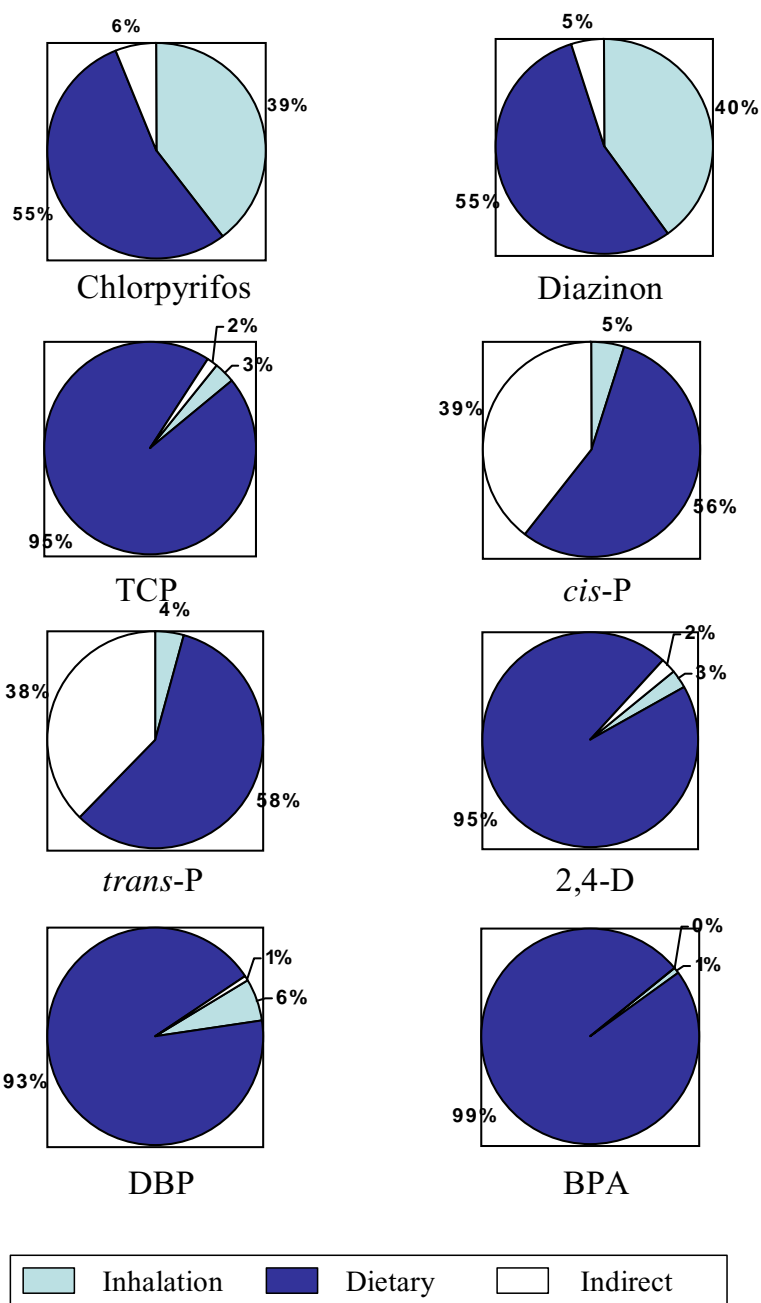 6%
39%
55%
Chlorpyrifos
5%
40%
55%
Diazinon
2%
3%
95%
TCP
5%
39%
56%
cis-P
4%
38%
58%
trans-P
2%
3%
95%
2,4-D
1%
6%
93%
DBP
0%
1%
99%
BPA
Inhalation Dietary Indirect